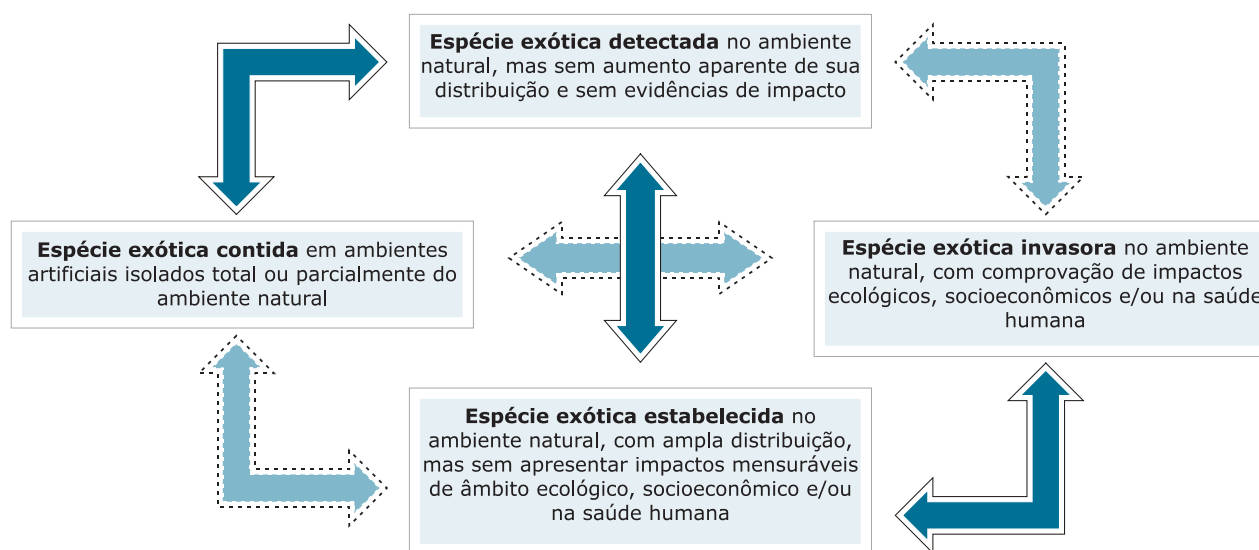 Espécie exótica detectada no ambiente
natural, mas sem aumento aparente de sua
distribuição e sem evidências de impacto
Espécie exótica contida em ambientes
artificiais isolados total ou parcialmente do
ambiente natural
Espécie exótica invasora no ambiente
natural, com comprovação de impactos
ecológicos, socioeconômicos e/ou na saúde
humana
Espécie exótica estabelecida no
ambiente natural, com ampla distribuição,
mas sem apresentar impactos mensuráveis
de âmbito ecológico, socioeconômico e/ou
na saúde humana